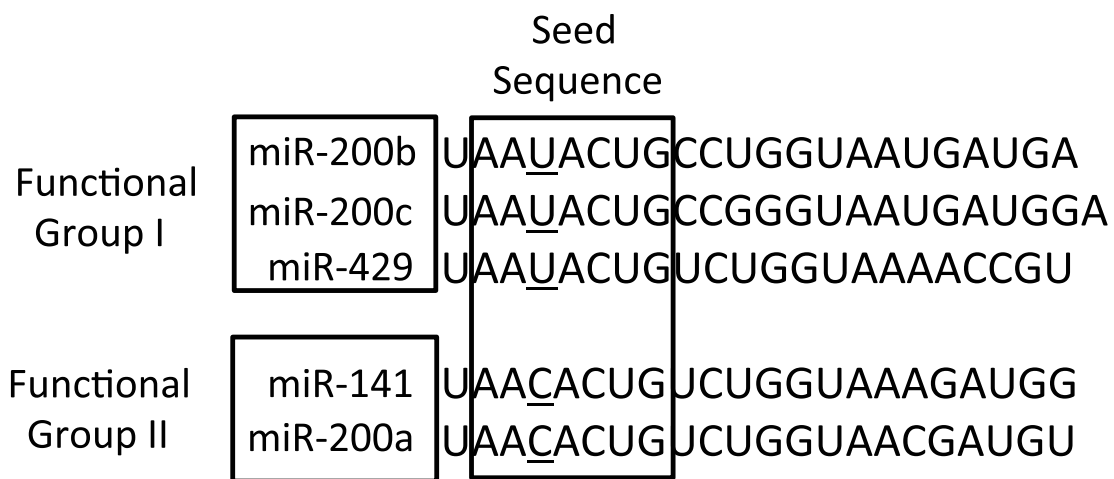 Seed
Sequence
Functional
Group I
miR-200b UAAUACUGCCUGGUAAUGAUGA
miR-200c UAAUACUGCCGGGUAAUGAUGGA
miR-429 UAAUACUGUCUGGUAAAACCGU
Functional
Group II
miR-141 UAACACUGUCUGGUAAAGAUGG
miR-200a UAACACUGUCUGGUAACGAUGU